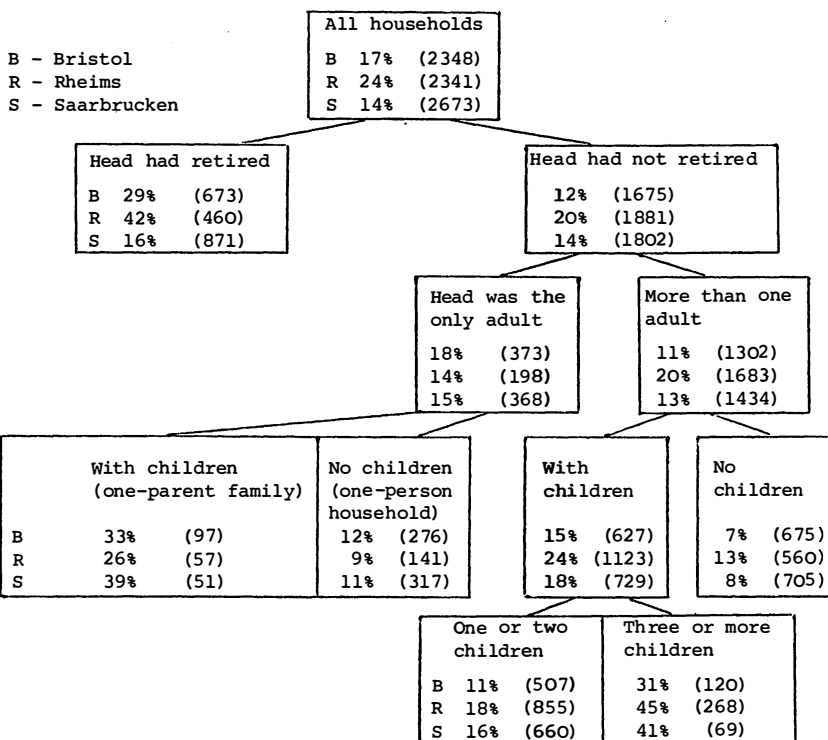 All households
B - Bristol
R - Rheims
S - Saarbrucken
B 17% (2348)
R 24% (2341)
S 14% (2673)
Head had retired
B 29% (673)
R 42% (460)
S 16% (871)
Head had not retired
12% (1675)
20% (1881)
14% (1802)
Head was the
only adult
18% (373)
14% (198)
15% (368)
More than one
adult
11% (1302)
20% (1683)
13% (1434)
With children
(one-parent family)
B 33% (97)
R 26% (57)
S 39% (51)
No children
(one-person
household)
12% (276)
9% (141)
11% (317)
With
children
15% (627)
24% (1123)
18% (729)
No
children
7% (675)
13% (560)
8% (705)
One or two
children
B 11% (507)
R 18% (855)
S 16% (660)
Three or more
children
31% (120)
45% (268)
41% (69)